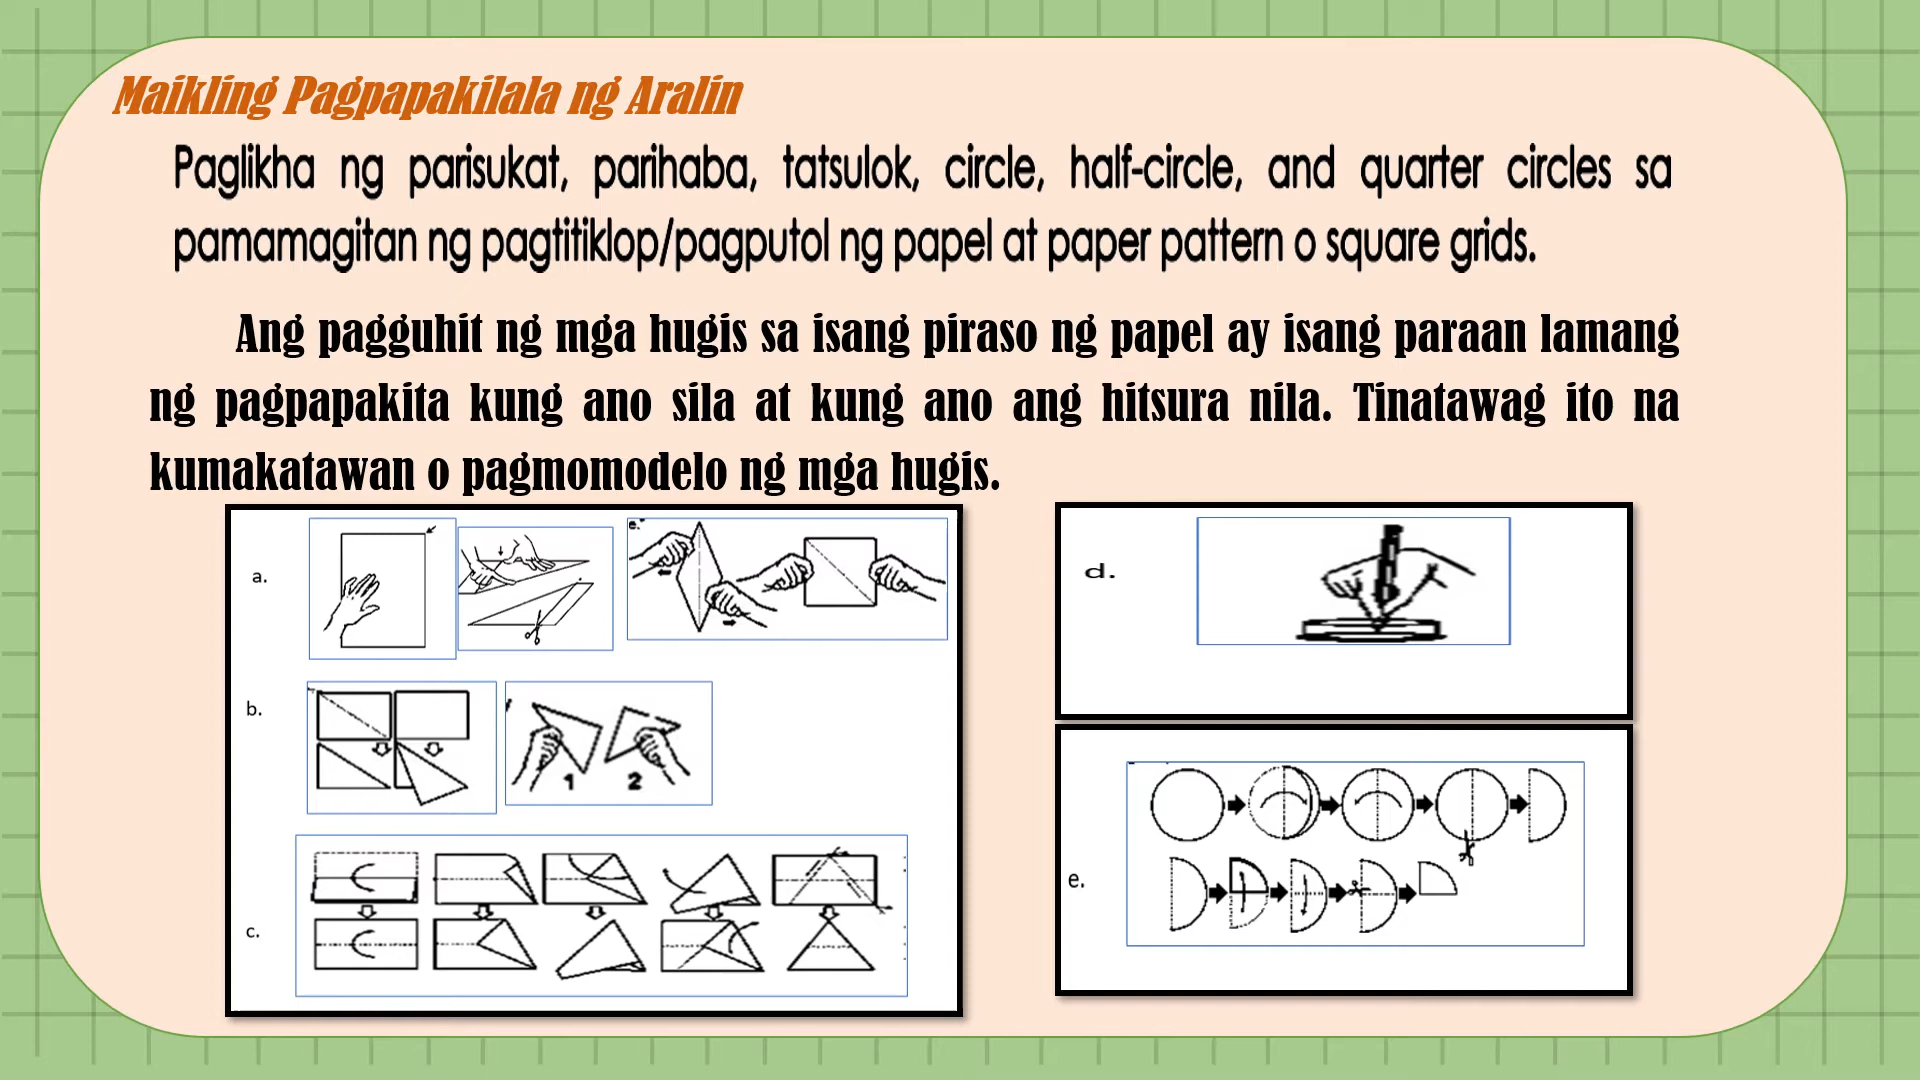 Maikling Pagpapakilala ng Aralin
Paglikha ng parisukat, parihaba, tatsulok, circle, half-circle, and quarter circles sa
pamamagitan ng pagtitiklop/pagputol ng papel at paper pattern o square grids.
Ang pagguhit ng mga hugis sa isang piraso ng papel ay isang paraan lamang
ng pagpapakita kung ano sila at kung ano ang hitsura nila. Tinatawag ito na
kumakatawan o pagmomodelo ng mga hugis.
a.
e.
b.
1
2
c.
d.
e.